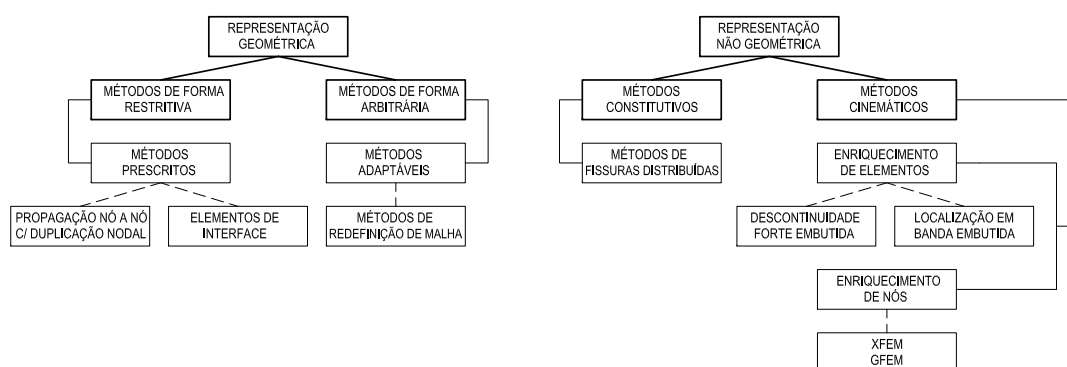 REPRESENTAÇÃO
GEOMÉTRICA
MÉTODOS DE FORMA
RESTRITIVA
MÉTODOS DE FORMA
ARBITRÁRIA
MÉTODOS
PRESCRITOS
MÉTODOS
ADAPTÁVEIS
PROPAGAÇÃO NÓ A NÓ
C/ DUPLICAÇÃO NODAL
ELEMENTOS DE
INTERFACE
MÉTODOS DE
REDEFINIÇÃO DE MALHA
REPRESENTAÇÃO
NÃO GEOMÉTRICA
MÉTODOS
CONSTITUTIVOS
MÉTODOS
CINEMÁTICOS
MÉTODOS DE
FISSURAS DISTRIBUÍDAS
ENRIQUECIMENTO
DE ELEMENTOS
DESCONTINUIDADE
FORTE EMBUTIDA
LOCALIZAÇÃO EM
BANDA EMBUTIDA
ENRIQUECIMENTO
DE NÓS
XFEM
GFEM